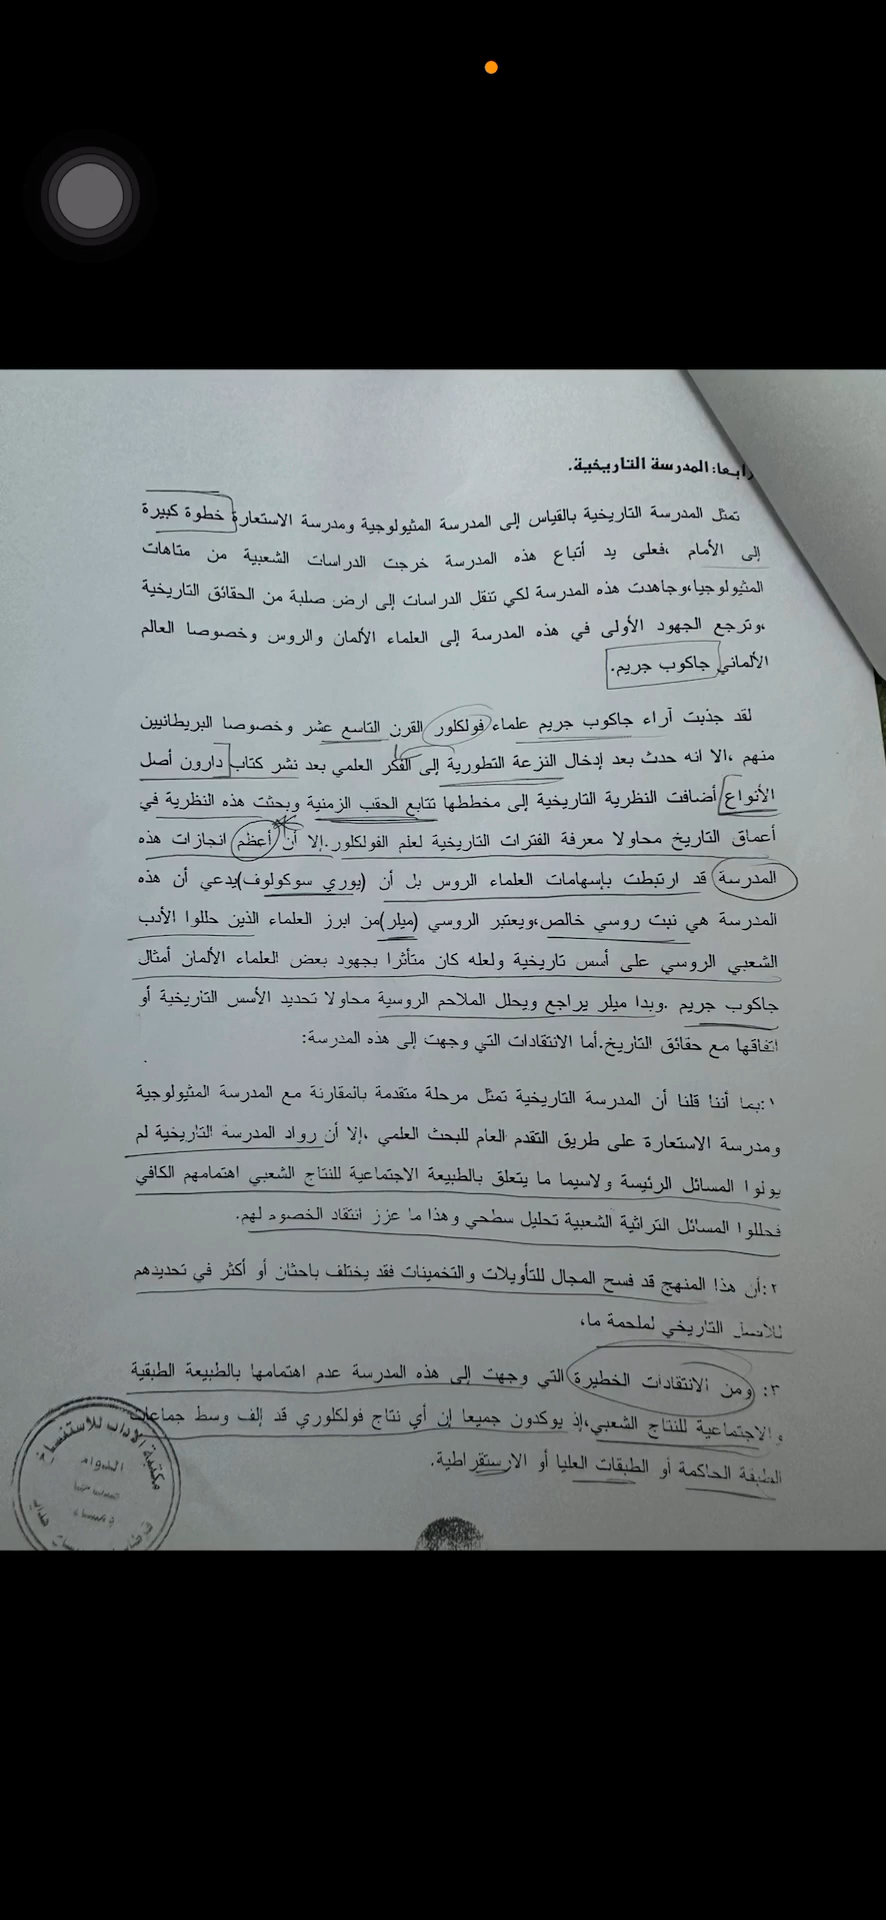 رابعا: المدرسة التاريخية.
تمثل المدرسة التاريخية بالقياس إلى المدرسة المثيولوجية ومدرسة الاستعارة خطوة كبيرة
إلى الأمام ،فعلى يد أتباع هذه المدرسة خرجت الدراسات الشعبية من متاهات
المثيولوجيا،وجاهدت هذه المدرسة لكي تنقل الدراسات إلى ارض صلبة من الحقائق التاريخية
،وترجع الجهود الأولى في هذه المدرسة إلى العلماء الألمان والروس وخصوصا العالم
الألماني جاكوب جريم.
لقد جذبت آراء جاكوب جريم علماء فولكلور القرن التاسع عشر وخصوصا البريطانيين
منهم ،الا انه حدث بعد إدخال النزعة التطورية إلى الفكر العلمي بعد نشر كتاب دارون أصل
الأنواع أضافت النظرية التاريخية إلى مخططها تتابع الحقب الزمنية وبحثت هذه النظرية في
أعماق التاريخ محاولا معرفة الفترات التاريخية لعلم الفولكلور.إلا أن أعظم انجازات هذه
المدرسة قد ارتبطت بإسهامات العلماء الروس بل أن (يوري سوكولوف)يدعي أن هذه
المدرسة هي نبت روسي خالص،ويعتبر الروسي (ميلر)من ابرز العلماء الذين حللوا الأدب
الشعبي الروسي على أسس تاريخية ولعله كان متأثرا بجهود بعض العلماء الألمان أمثال
جاكوب جريم .وبدا ميلر يراجع ويحلل الملاحم الروسية محاولا تحديد الأسس التاريخية أو
اتفاقها مع حقائق التاريخ.أما الانتقادات التي وجهت إلى هذه المدرسة:
١:بما أننا قلنا أن المدرسة التاريخية تمثل مرحلة متقدمة بالمقارنة مع المدرسة المثيولوجية
ومدرسة الاستعارة على طريق التقدم العام للبحث العلمي ،إلا أن رواد المدرسة التاريخية لم
يولوا المسائل الرئيسة ولاسيما ما يتعلق بالطبيعة الاجتماعية للنتاج الشعبي اهتمامهم الكافي
فحللوا المسائل التراثية الشعبية تحليل سطحي وهذا ما عزز انتقاد الخصوم لهم.
٢:أن هذا المنهج قد فسح المجال للتأويلات والتخمينات فقد يختلف باحثان أو أكثر في تحديدهم
للأصل التاريخي لملحمة ما،
٣: ومن الانتقادات الخطيرة التي وجهت إلى هذه المدرسة عدم اهتمامها بالطبيعة الطبقية
والاجتماعية للنتاج الشعبي،إذ يوكدون جميعا إن أي نتاج فولكلوري قد إلف وسط جماعات
الطبقة الحاكمة أو الطبقات العليا أو الارستقراطية.
مكتبة الاداب للاستنساخ